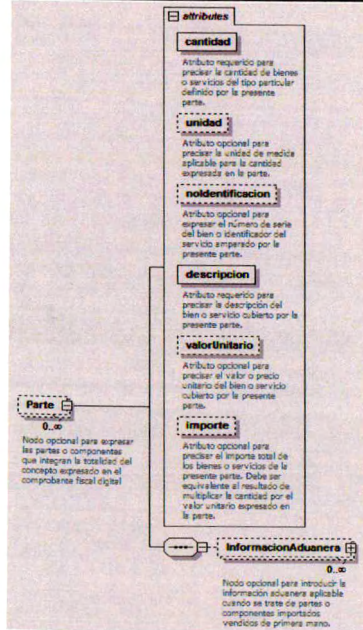 attributes
cantidad
Atributo requerido para
precisar la cantidad de bienes
o servicios del tipo particular
definido por la presente
parte.
unidad
Atributo opcional para
precisar la unidad de medida
aplicable para la cantidad
expresada en la parte.
noIdentificacion
Atributo opcional para
expresar el número de serie
del bien o identificador del
servicio amparado por la
presente parte.
descripcion
Atributo requerido para
precisar la descripción del
bien o servicio cubierto por la
presente parte.
valorUnitario
Atributo opcional para
precisar el valor o precio
unitario del bien o servicio
cubierto por la presente
parte.
importe
Atributo opcional para
precisar el importe total de
los bienes o servicios de la
presente parte. Debe ser
equivalente al resultado de
multiplicar la cantidad por el
valor unitario expresado en
la parte.
Parte
0..∞
Nodo opcional para expresar
las partes o componentes
que integran la totalidad del
concepto expresado en el
comprobante fiscal digital
InformacionAduanera
0..∞
Nodo opcional para introducir la
información aduanera aplicable
cuando se trate de partes o
componentes importados
vendidos de primera mano.